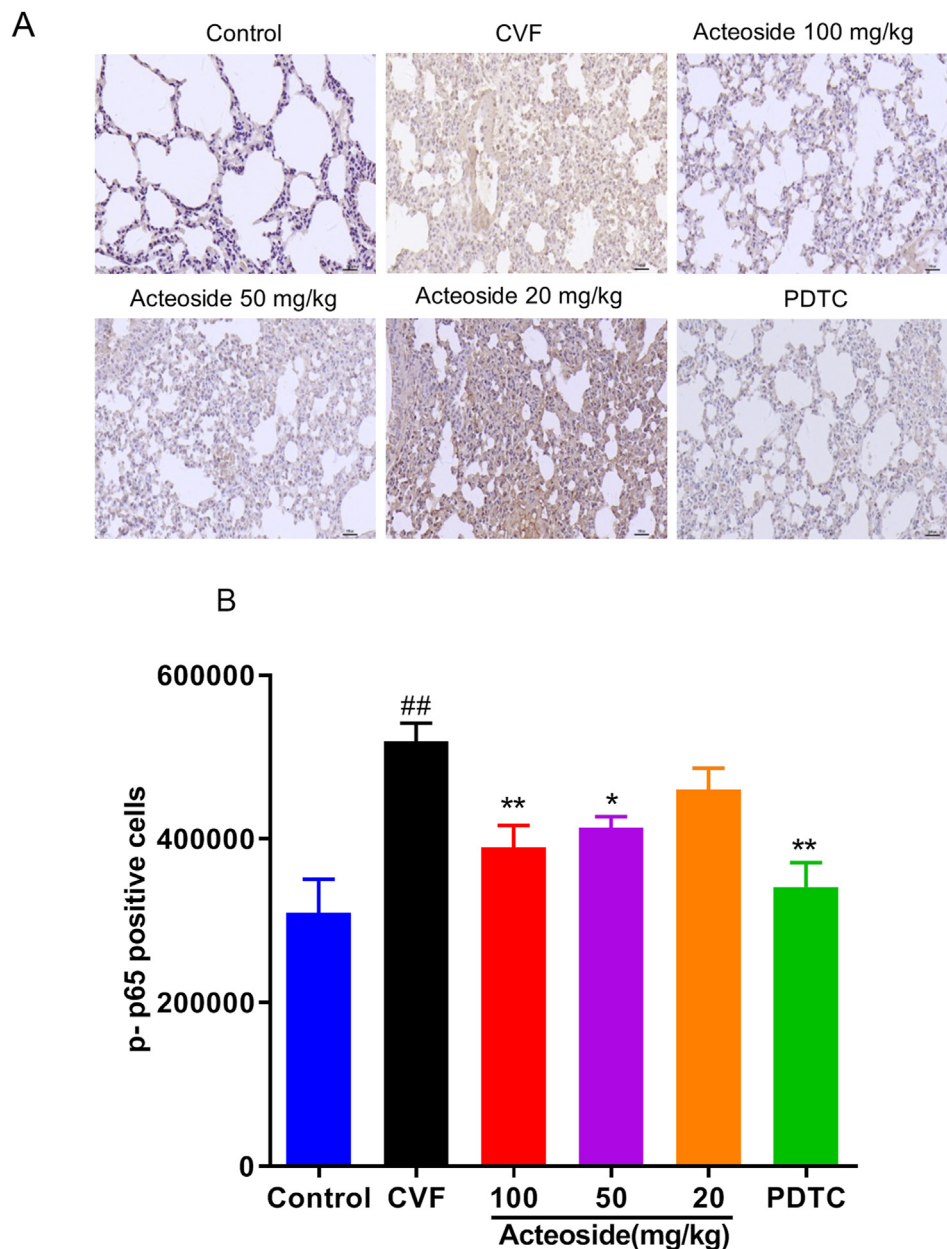 A
Control CVF Acteoside 100 mg/kg
Acteoside 50 mg/kg Acteoside 20 mg/kg PDTC
B
600000
##
**
*
**
400000
200000
0
p- p65 positive cells
Control CVF 100 50 20 PDTC
Acteoside(mg/kg)